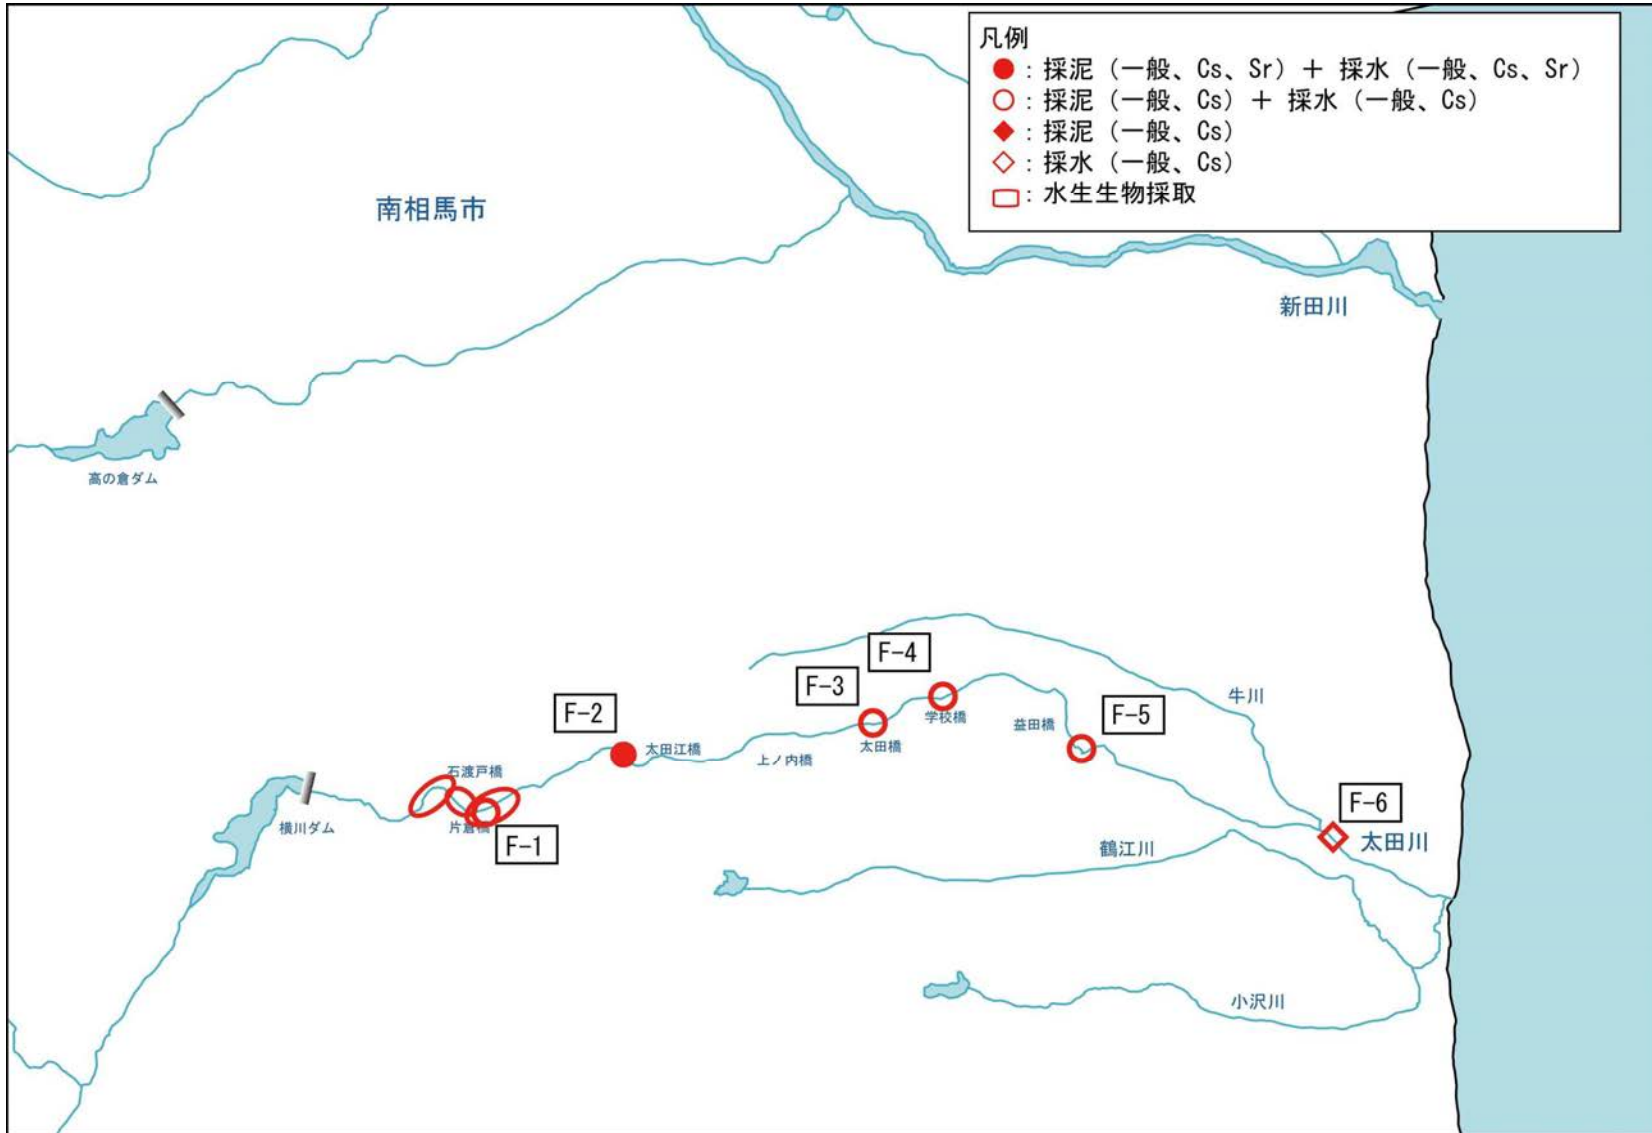 凡例
：採泥（一般、Cs、Sr）＋ 採水（一般、Cs、Sr）
：採泥（一般、Cs）＋ 採水（一般、Cs）
：採泥（一般、Cs）
：採水（一般、Cs）
：水生生物採取
南相馬市
新田川
高の倉ダム
F-4
F-3
F-2
F-5
牛川
学校橋
益田橋
太田橋
太田江橋
上ノ内橋
石渡戸橋
横川ダム
片倉橋
F-1
F-6
太田川
鶴江川
小沢川